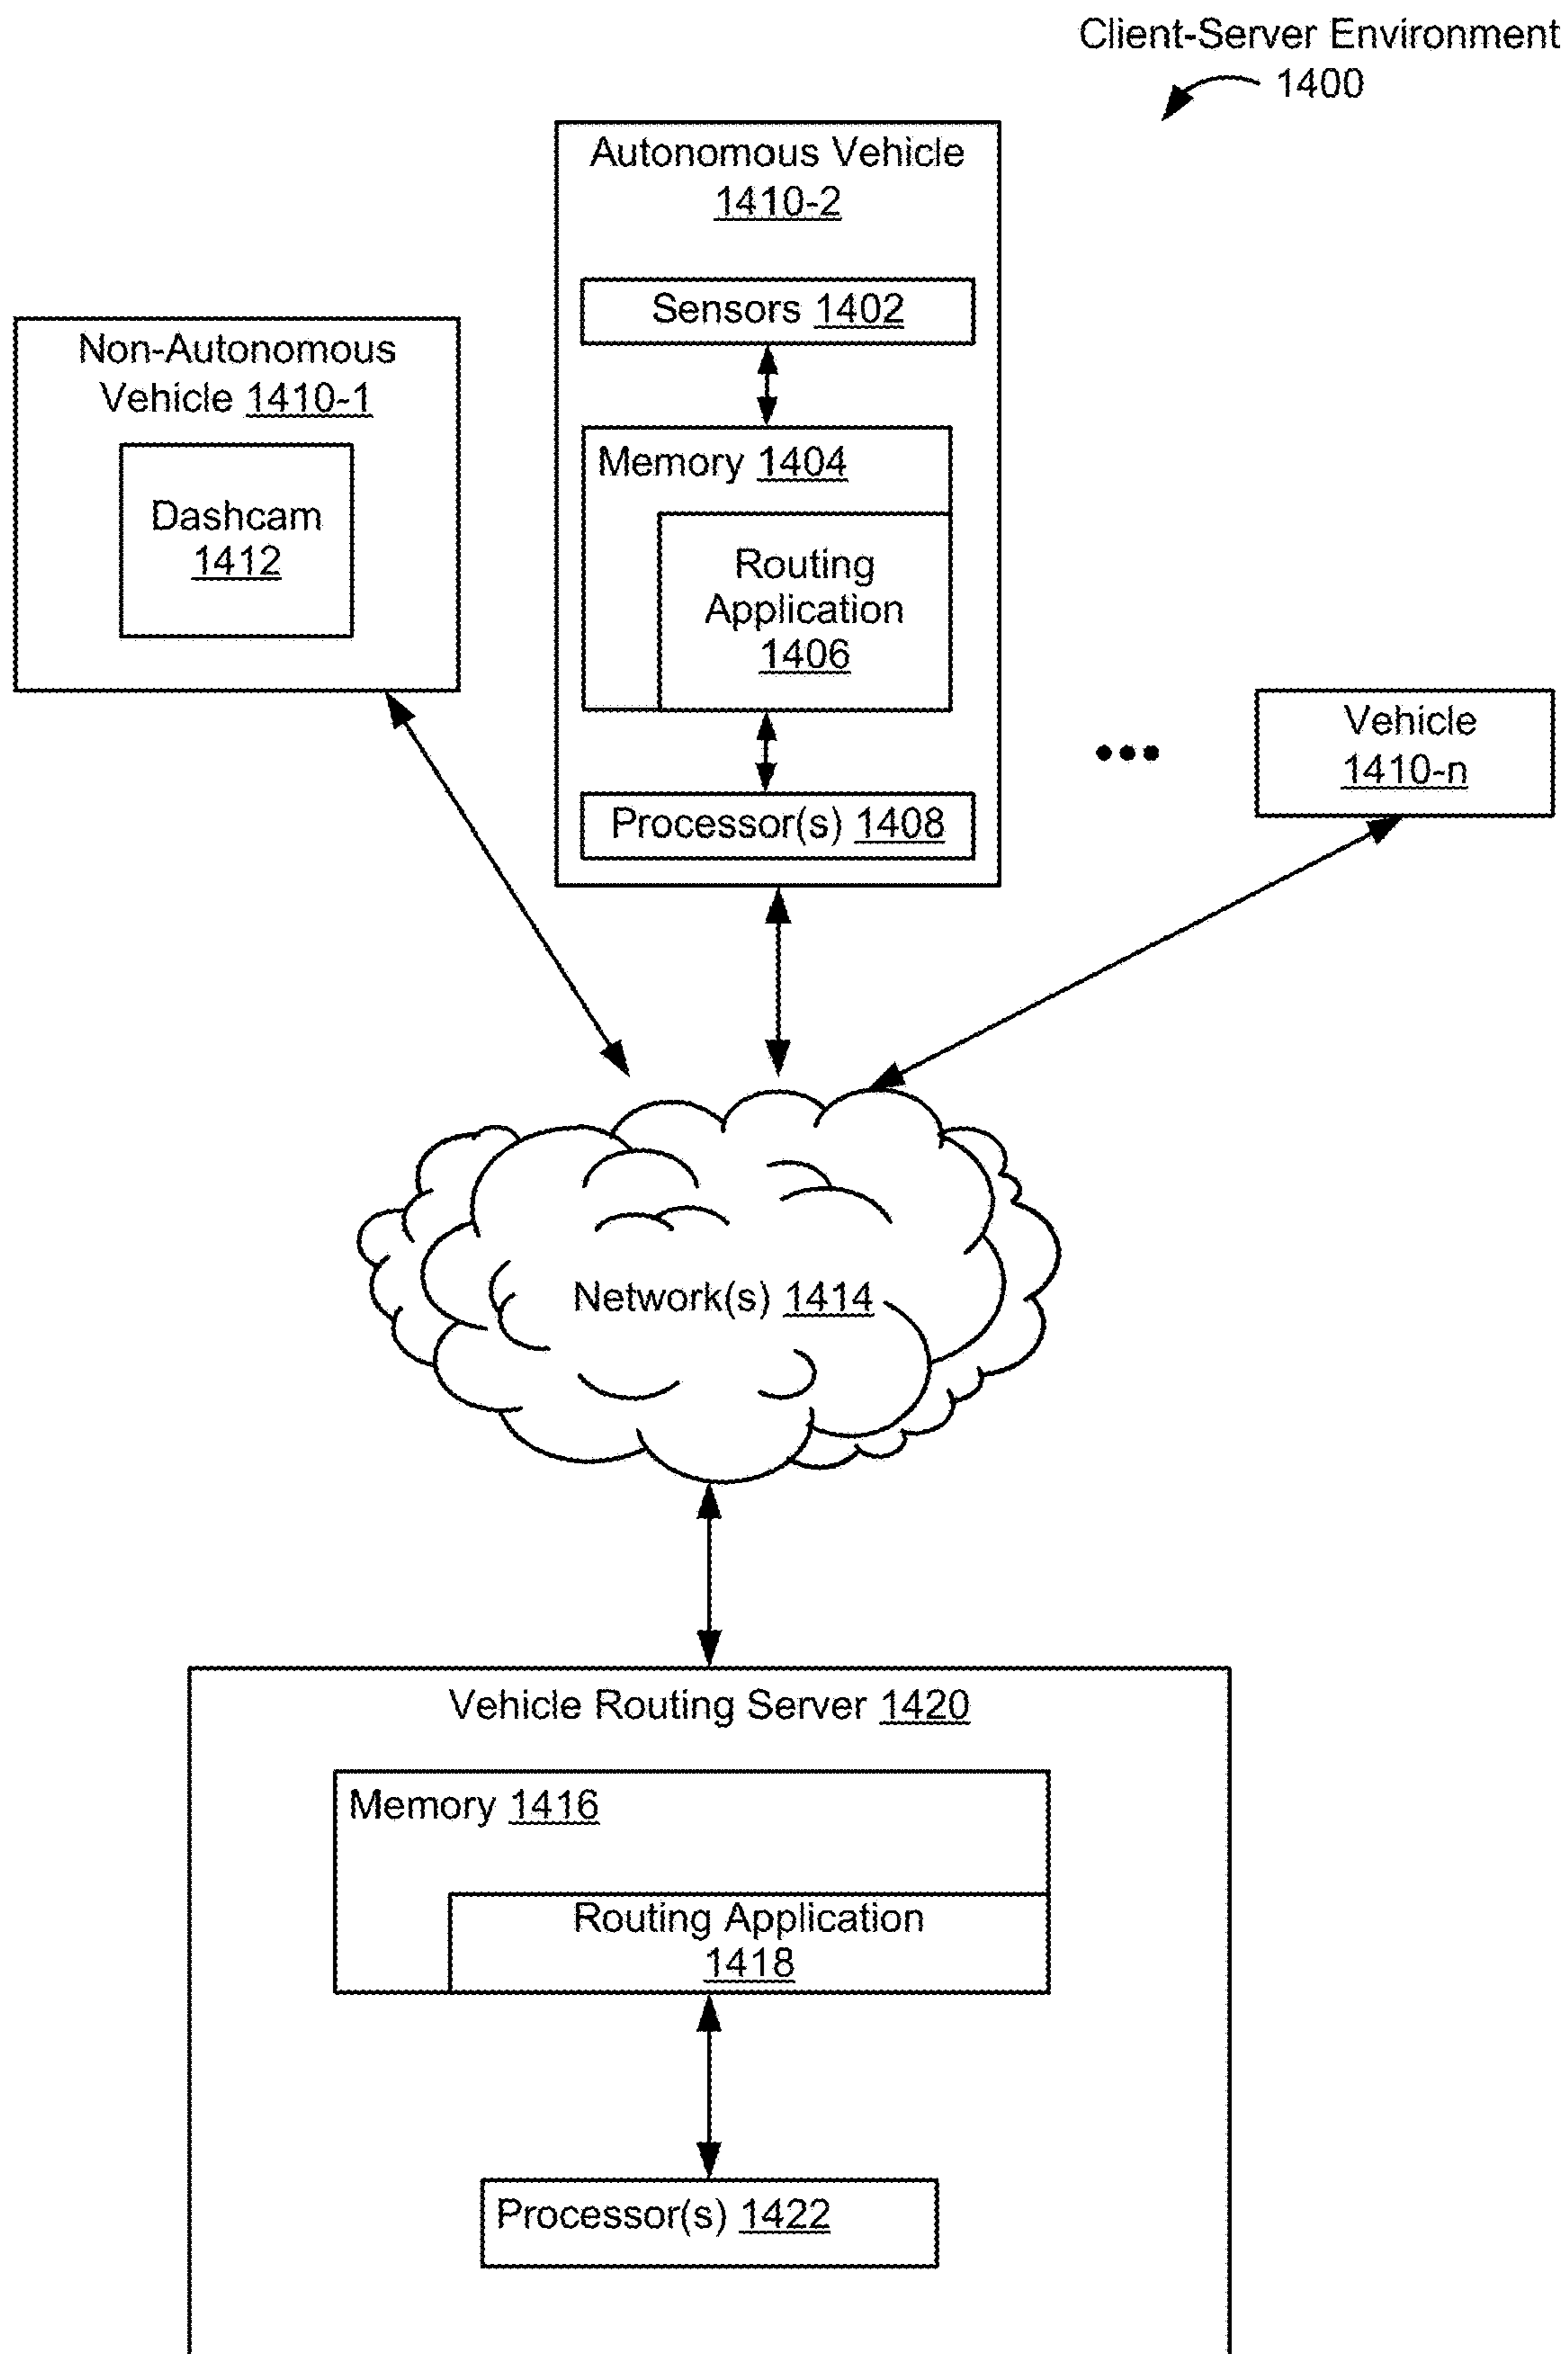 Client-Server Environment
1400
Autonomous Vehicle
1410-2
Sensors 1402
Memory 1404
Routing
Application
1406
Processor(s) 1408
Non-Autonomous
Vehicle 1410-1
Dashcam
1412
Vehicle
1410-n
Network(s) 1414
Vehicle Routing Server 1420
Memory 1416
Routing Application
1418
Processor(s) 1422